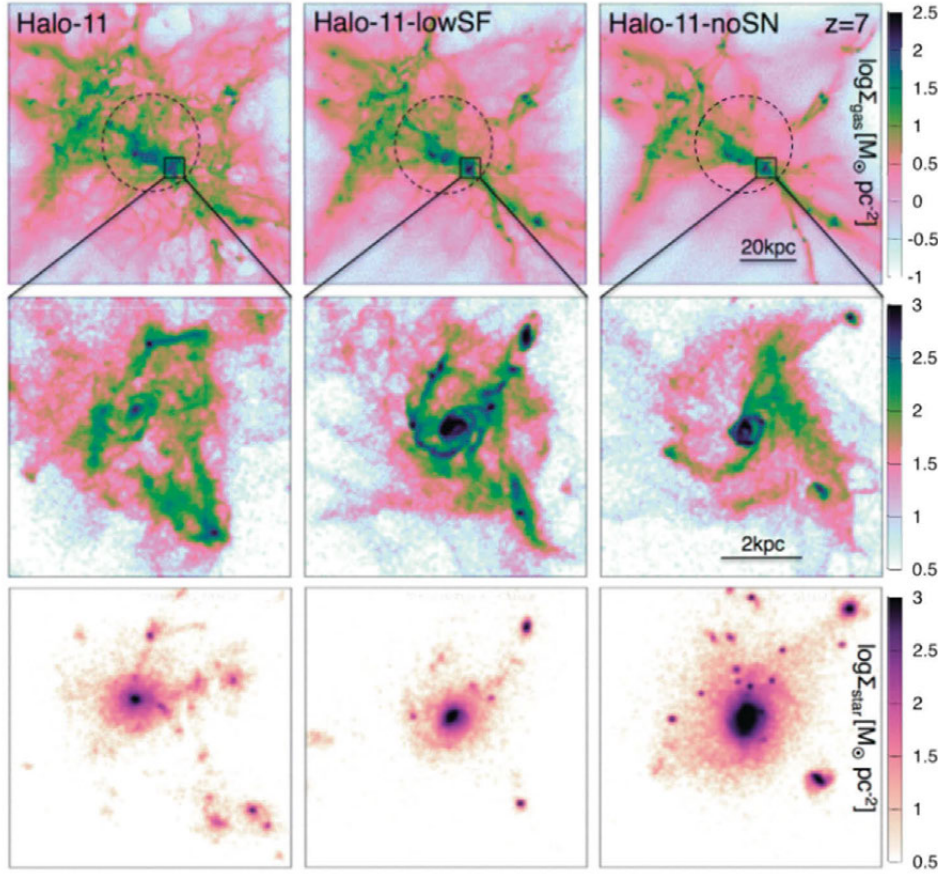 Halo-11
Halo-11-lowSF
Halo-11-noSN z=7
2.5
2
1.5
1
0.5
0
-0.5
-1
logΣgas[M⊙ pc⁻²]
20kpc
3
2.5
2
1.5
1
0.5
2kpc
3
2.5
2
1.5
1
0.5
logΣstar[M⊙ pc⁻²]